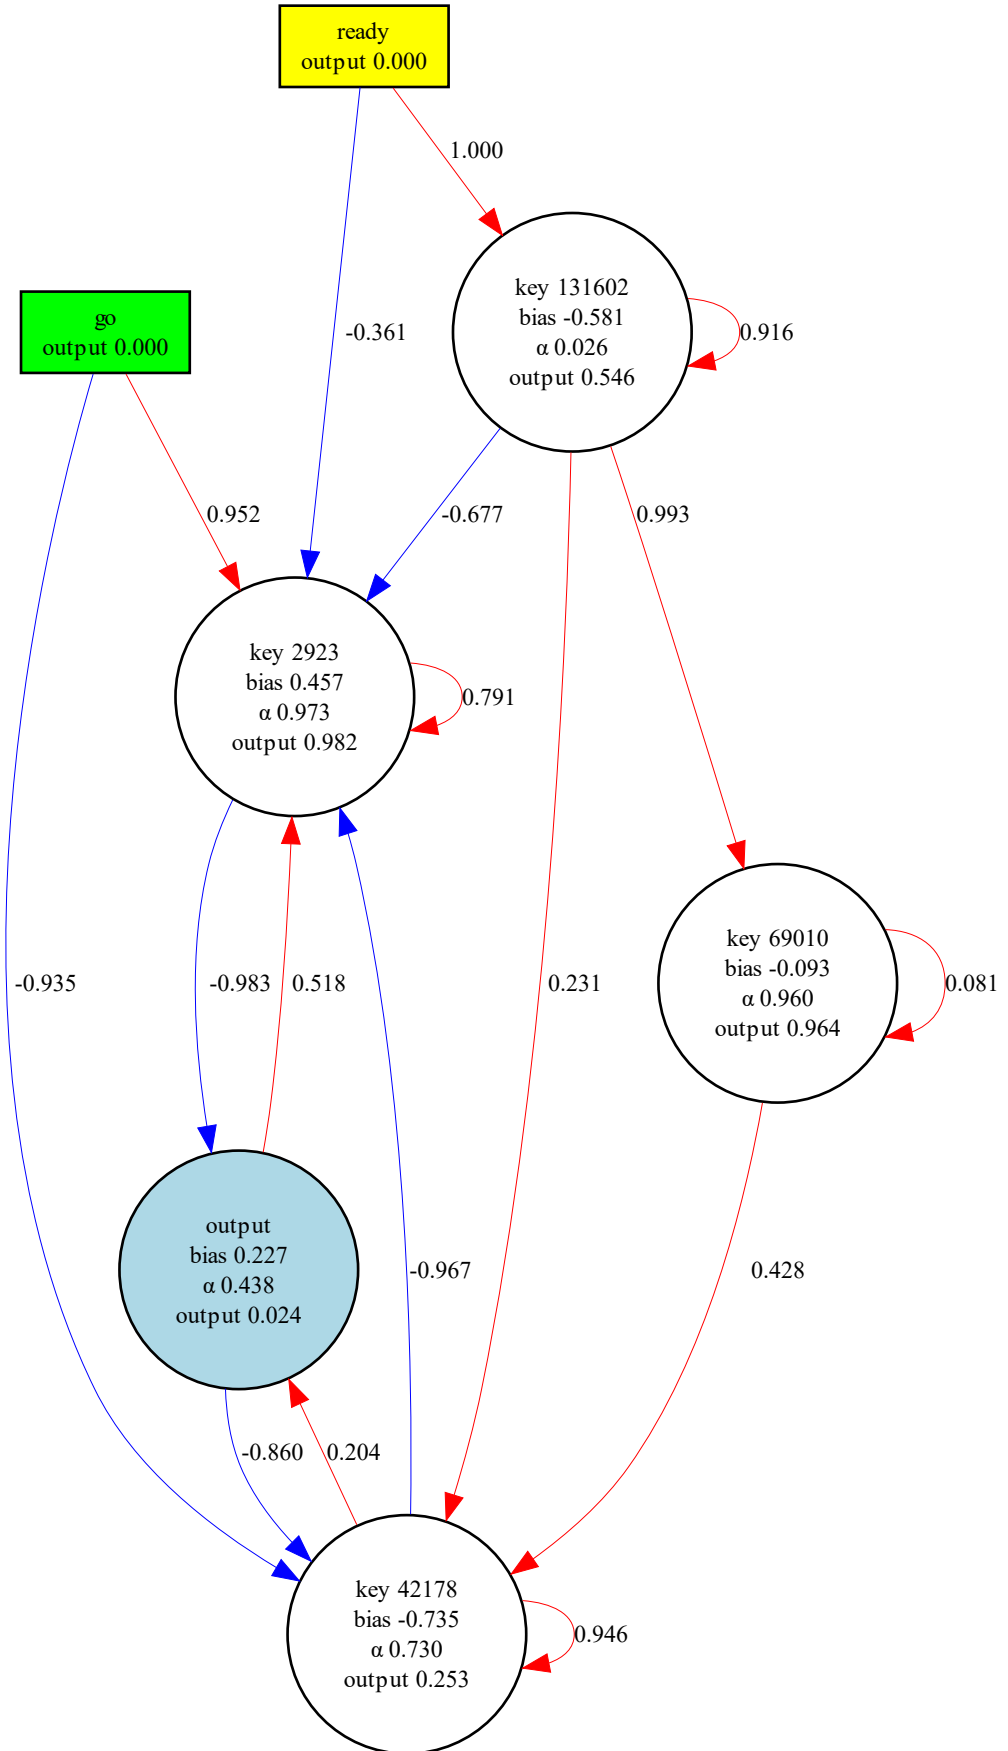 ready
output 0.000
1.000
key 131602
bias -0.581
α 0.026
output 0.546
0.916
go
output 0.000
-0.361
0.952
-0.677
0.993
key 2923
bias 0.457
α 0.973
output 0.982
0.791
key 69010
bias -0.093
α 0.960
output 0.964
0.081
-0.935
-0.983
0.518
0.231
output
bias 0.227
α 0.438
output 0.024
-0.967
0.428
-0.860
0.204
key 42178
bias -0.735
α 0.730
output 0.253
0.946